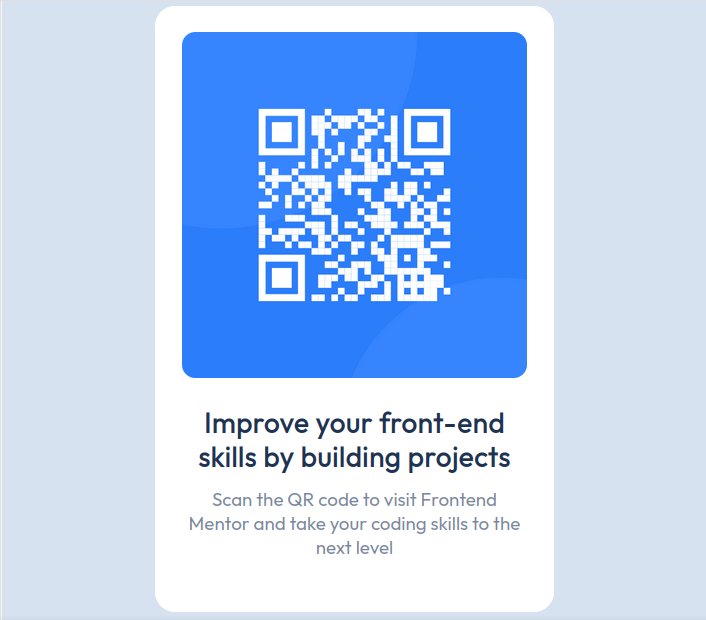 Improve your front-end
skills by building projects
Scan the QR code to visit Frontend
Mentor and take your coding skills to the
next level